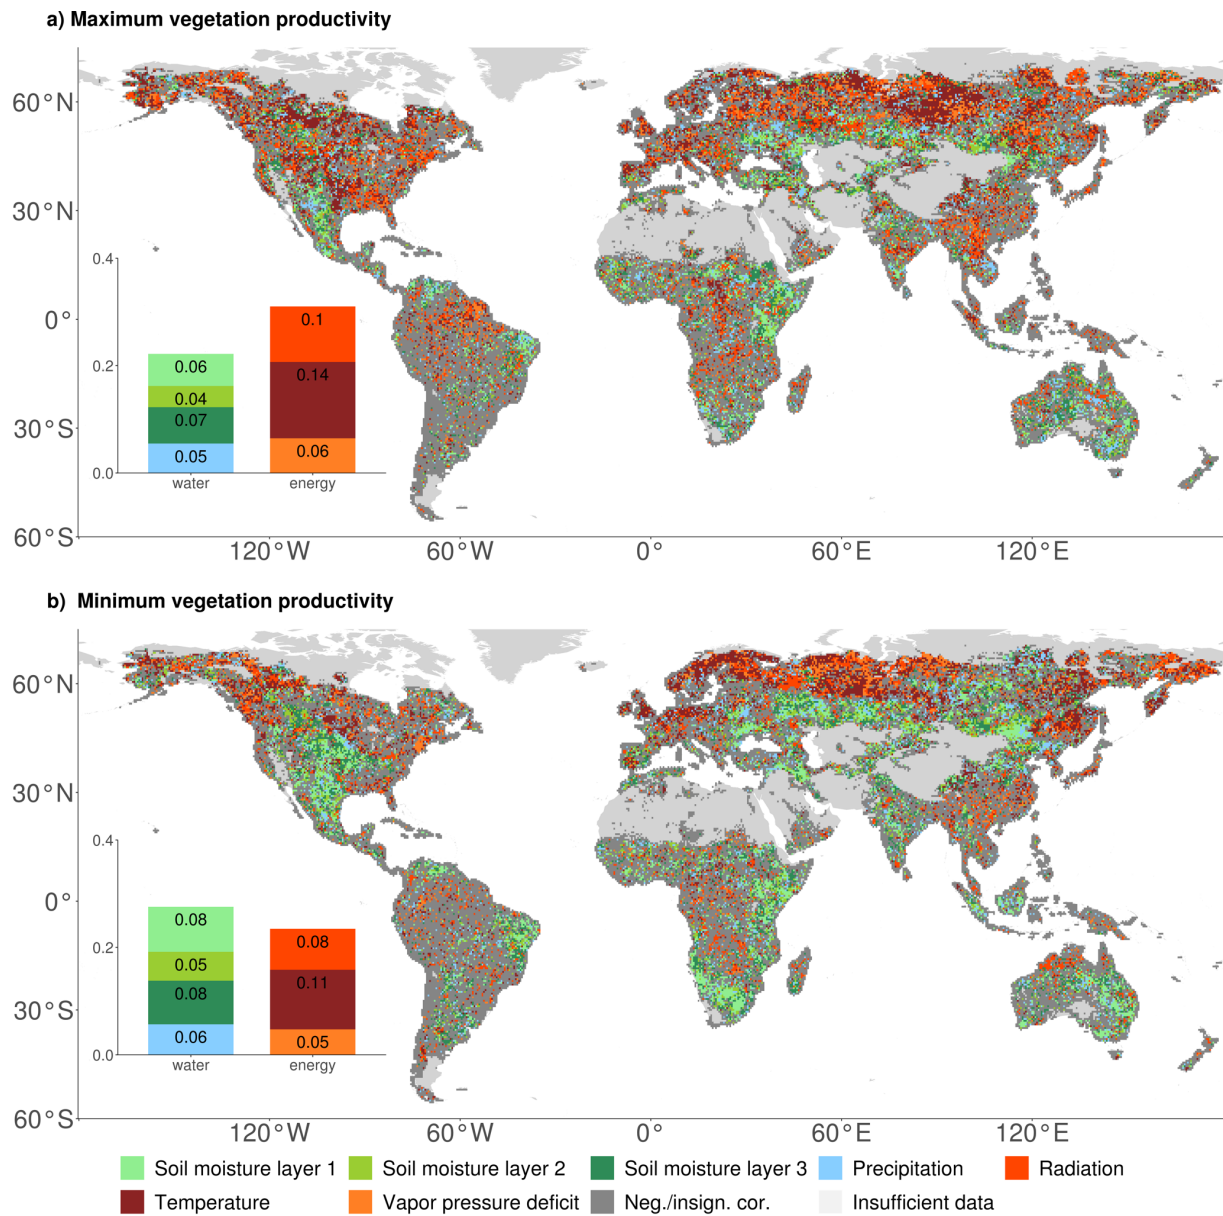 a) Maximum vegetation productivity
60°N
30°N
0°
30°S
60°S
0.4
0.2
0.0
0.06
0.04
0.07
0.05
0.1
0.14
0.06
water energy
120°W 60°W 0° 60°E 120°E
b) Minimum vegetation productivity
60°N
30°N
0°
30°S
60°S
0.4
0.2
0.0
0.08
0.05
0.08
0.06
0.08
0.11
0.05
water energy
120°W 60°W 0° 60°E 120°E
Soil moisture layer 1 Soil moisture layer 2 Soil moisture layer 3 Precipitation Radiation
Temperature Vapor pressure deficit Neg./insign. cor. Insufficient data